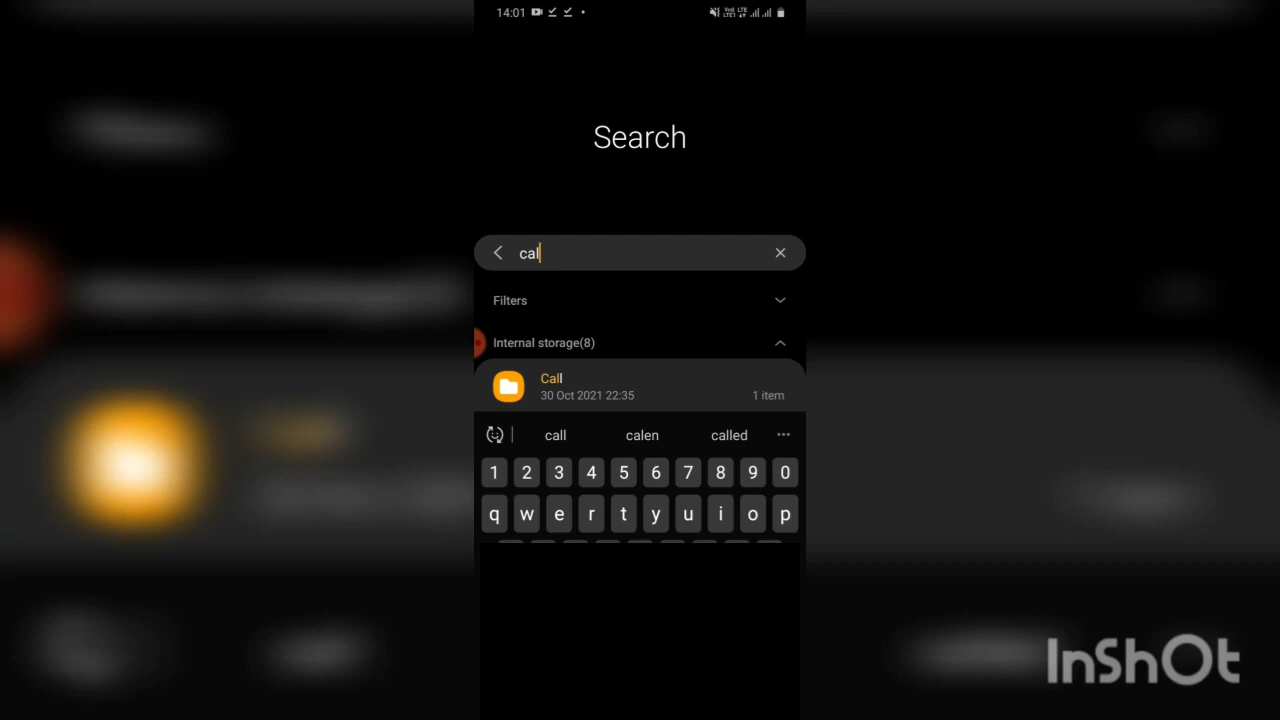 14:01
Search
cal
Filters
Internal storage(8)
Call
30 Oct 2021 22:35 1 item
call calen called
1 2 3 4 5 6 7 8 9 0
q w e r t y u i o p
InShOt